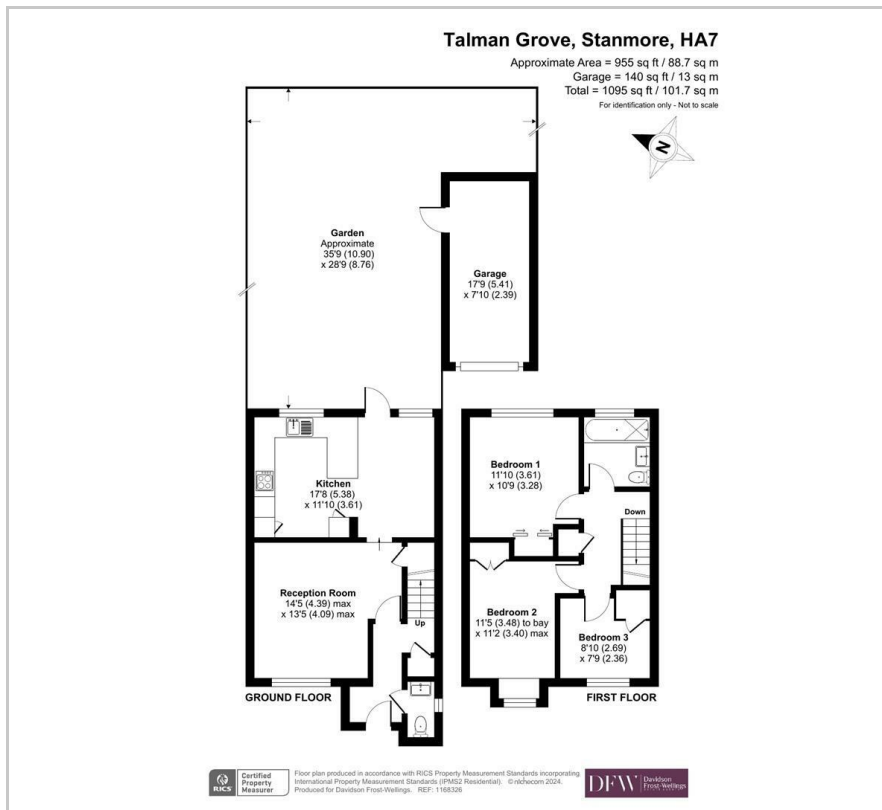 Talman Grove, Stanmore, HA7
Approximate Area = 955 sq ft / 88.7 sq m
Garage = 140 sq ft / 13 sq m
Total = 1095 sq ft / 101.7 sq m
For identification only - Not to scale
N
Garden
Approximate
35'9 (10.90)
x 28'9 (8.76)
Garage
17'9 (5.41)
x 7'10 (2.39)
Kitchen
17'8 (5.38)
x 11'10 (3.61)
Bedroom 1
11'10 (3.61)
x 10'9 (3.28)
Down
Reception Room
14'5 (4.39) max
x 13'5 (4.09) max
Up
Bedroom 2
11'5 (3.48) to bay
x 11'2 (3.40) max
Bedroom 3
8'10 (2.69)
x 7'9 (2.36)
GROUND FLOOR
FIRST FLOOR
RICS
Certified
Property
Measurer
Floor plan produced in accordance with RICS Property Measurement Standards incorporating
International Property Measurement Standards (IPMS2 Residential). © nichecom 2024.
Produced for Davidson Frost-Wellings. REF: 1168326
DFW
Davidson
Frost-Wellings